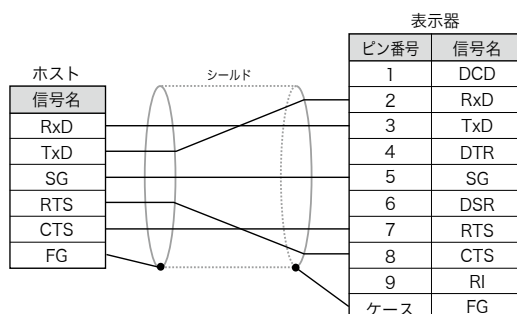 表示器
ピン番号 信号名
1 DCD
2 RxD
3 TxD
4 DTR
5 SG
6 DSR
7 RTS
8 CTS
9 RI
ケース FG
ホスト
信号名
RxD
TxD
SG
RTS
CTS
FG
シールド